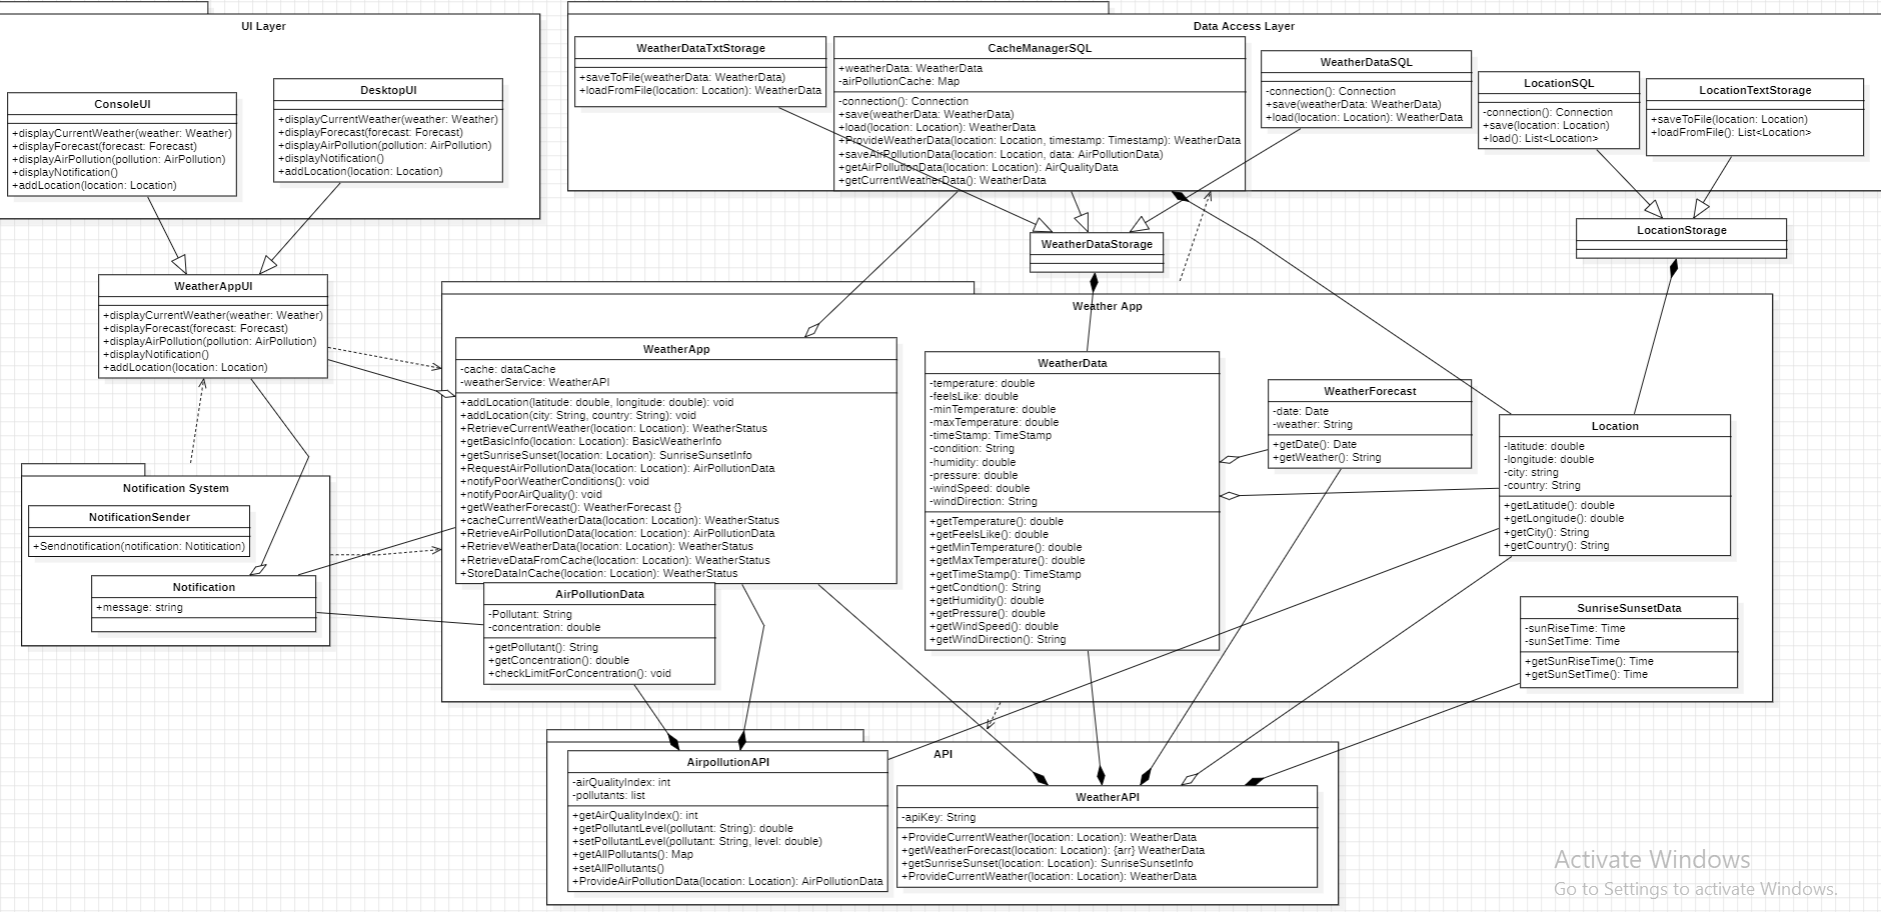 UI Layer
ConsoleUI
+displayCurrentWeather(weather: Weather)
+displayForecast(forecast: Forecast)
+displayAirPollution(pollution: AirPollution)
+displayNotification()
+addLocation(location: Location)
DesktopUI
+displayCurrentWeather(weather: Weather)
+displayForecast(forecast: Forecast)
+displayAirPollution(pollution: AirPollution)
+displayNotification()
+addLocation(location: Location)
Data Access Layer
WeatherDataTxtStorage
+saveToFile(weatherData: WeatherData)
+loadFromFile(location: Location): WeatherData
CacheManagerSQL
+weatherData: WeatherData
-airPollutionCache: Map
-connection(): Connection
+save(weatherData: WeatherData)
+load(location: Location): WeatherData
+ProvideWeatherData(location: Location, timestamp: Timestamp): WeatherData
+saveAirPollutionData(location: Location, data: AirPollutionData)
+getAirPollutionData(location: Location): AirQualityData
+getCurrentWeatherData(): WeatherData
WeatherDataSQL
-connection(): Connection
+save(weatherData: WeatherData)
+load(location: Location): WeatherData
LocationSQL
-connection(): Connection
+save(location: Location)
+load(): List<Location>
LocationTextStorage
+saveToFile(location: Location)
+loadFromFile(): List<Location>
WeatherDataStorage
LocationStorage
WeatherAppUI
+displayCurrentWeather(weather: Weather)
+displayForecast(forecast: Forecast)
+displayAirPollution(pollution: AirPollution)
+displayNotification()
+addLocation(location: Location)
Weather App
WeatherApp
-cache: dataCache
-weatherService: WeatherAPI
+addLocation(latitude: double, longitude: double): void
+addLocation(city: String, country: String): void
+RetrieveCurrentWeather(location: Location): WeatherStatus
+getBasicInfo(location: Location): BasicWeatherInfo
+getSunriseSunset(location: Location): SunriseSunsetInfo
+RequestAirPollutionData(location: Location): AirPollutionData
+notifyPoorWeatherConditions(): void
+notifyPoorAirQuality(): void
+getWeatherForecast(): WeatherForecast {}
+cacheCurrentWeatherData(location: Location): WeatherStatus
+RetrieveAirPollutionData(location: Location): AirPollutionData
+RetrieveWeatherData(location: Location): WeatherStatus
+RetrieveDataFromCache(location: Location): WeatherStatus
+StoreDataInCache(location: Location): WeatherStatus
WeatherData
-temperature: double
-feelsLike: double
-minTemperature: double
-maxTemperature: double
-timeStamp: TimeStamp
-condition: String
-humidity: double
-pressure: double
-windSpeed: double
-windDirection: String
+getTemperature(): double
+getFeelsLike(): double
+getMinTemperature(): double
+getMaxTemperature(): double
+getTimeStamp(): TimeStamp
+getCondtion(): String
+getHumidity(): double
+getPressure(): double
+getWindSpeed(): double
+getWindDirection(): String
WeatherForecast
-date: Date
-weather: String
+getDate(): Date
+getWeather(): String
Location
-latitude: double
-longitude: double
-city: string
-country: String
+getLatitude(): double
+getLongitude(): double
+getCity(): String
+getCountry(): String
Notification System
NotificationSender
+Sendnotification(notification: Notitication)
Notification
+message: string
AirPollutionData
-Pollutant: String
-concentration: double
+getPollutant(): String
+getConcentration(): double
+checkLimitForConcentration(): void
SunriseSunsetData
-sunRiseTime: Time
-sunSetTime: Time
+getSunRiseTime(): Time
+getSunSetTime(): Time
API
AirpollutionAPI
-airQualityIndex: int
-pollutants: list
+getAirQualityIndex(): int
+getPollutantLevel(pollutant: String): double
+setPollutantLevel(pollutant: String, level: double)
+getAllPollutants(): Map
+setAllPollutants()
+ProvideAirPollutionData(location: Location): AirPollutionData
WeatherAPI
-apiKey: String
+ProvideCurrentWeather(location: Location): WeatherData
+getWeatherForecast(location: Location): {arr} WeatherData
+getSunriseSunset(location: Location): SunriseSunsetInfo
+ProvideCurrentWeather(location: Location): WeatherData
Activate Windows
Go to Settings to activate Windows.